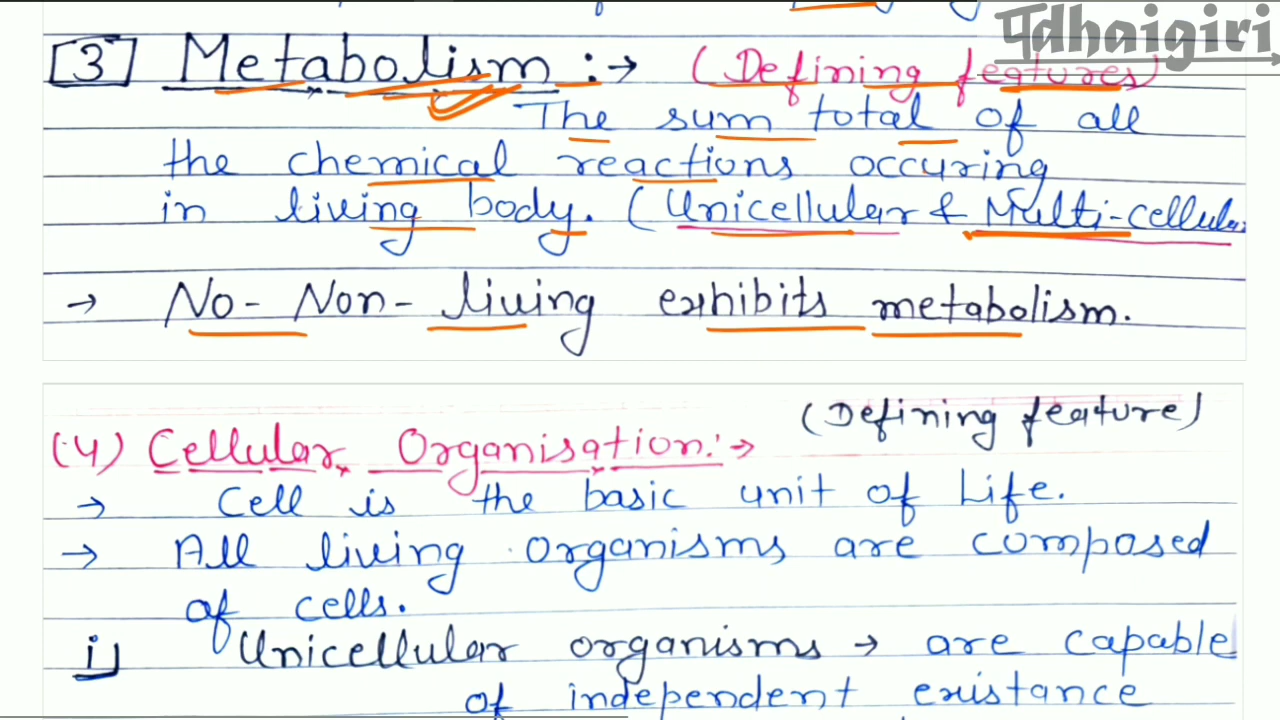 पढhaigiri
[3] Metabolism :→ (Defining features)
The sum total of all
the chemical reactions occuring
in living body. (Unicellular & Multi-cellular
→ No- Non- living exhibits metabolism.
(Defining feature)
(4) Cellular Organisation:→
→ Cell is the basic unit of Life.
→ All living organisms are composed
of cells.
i) Unicellular organisms → are capable
of independent existance